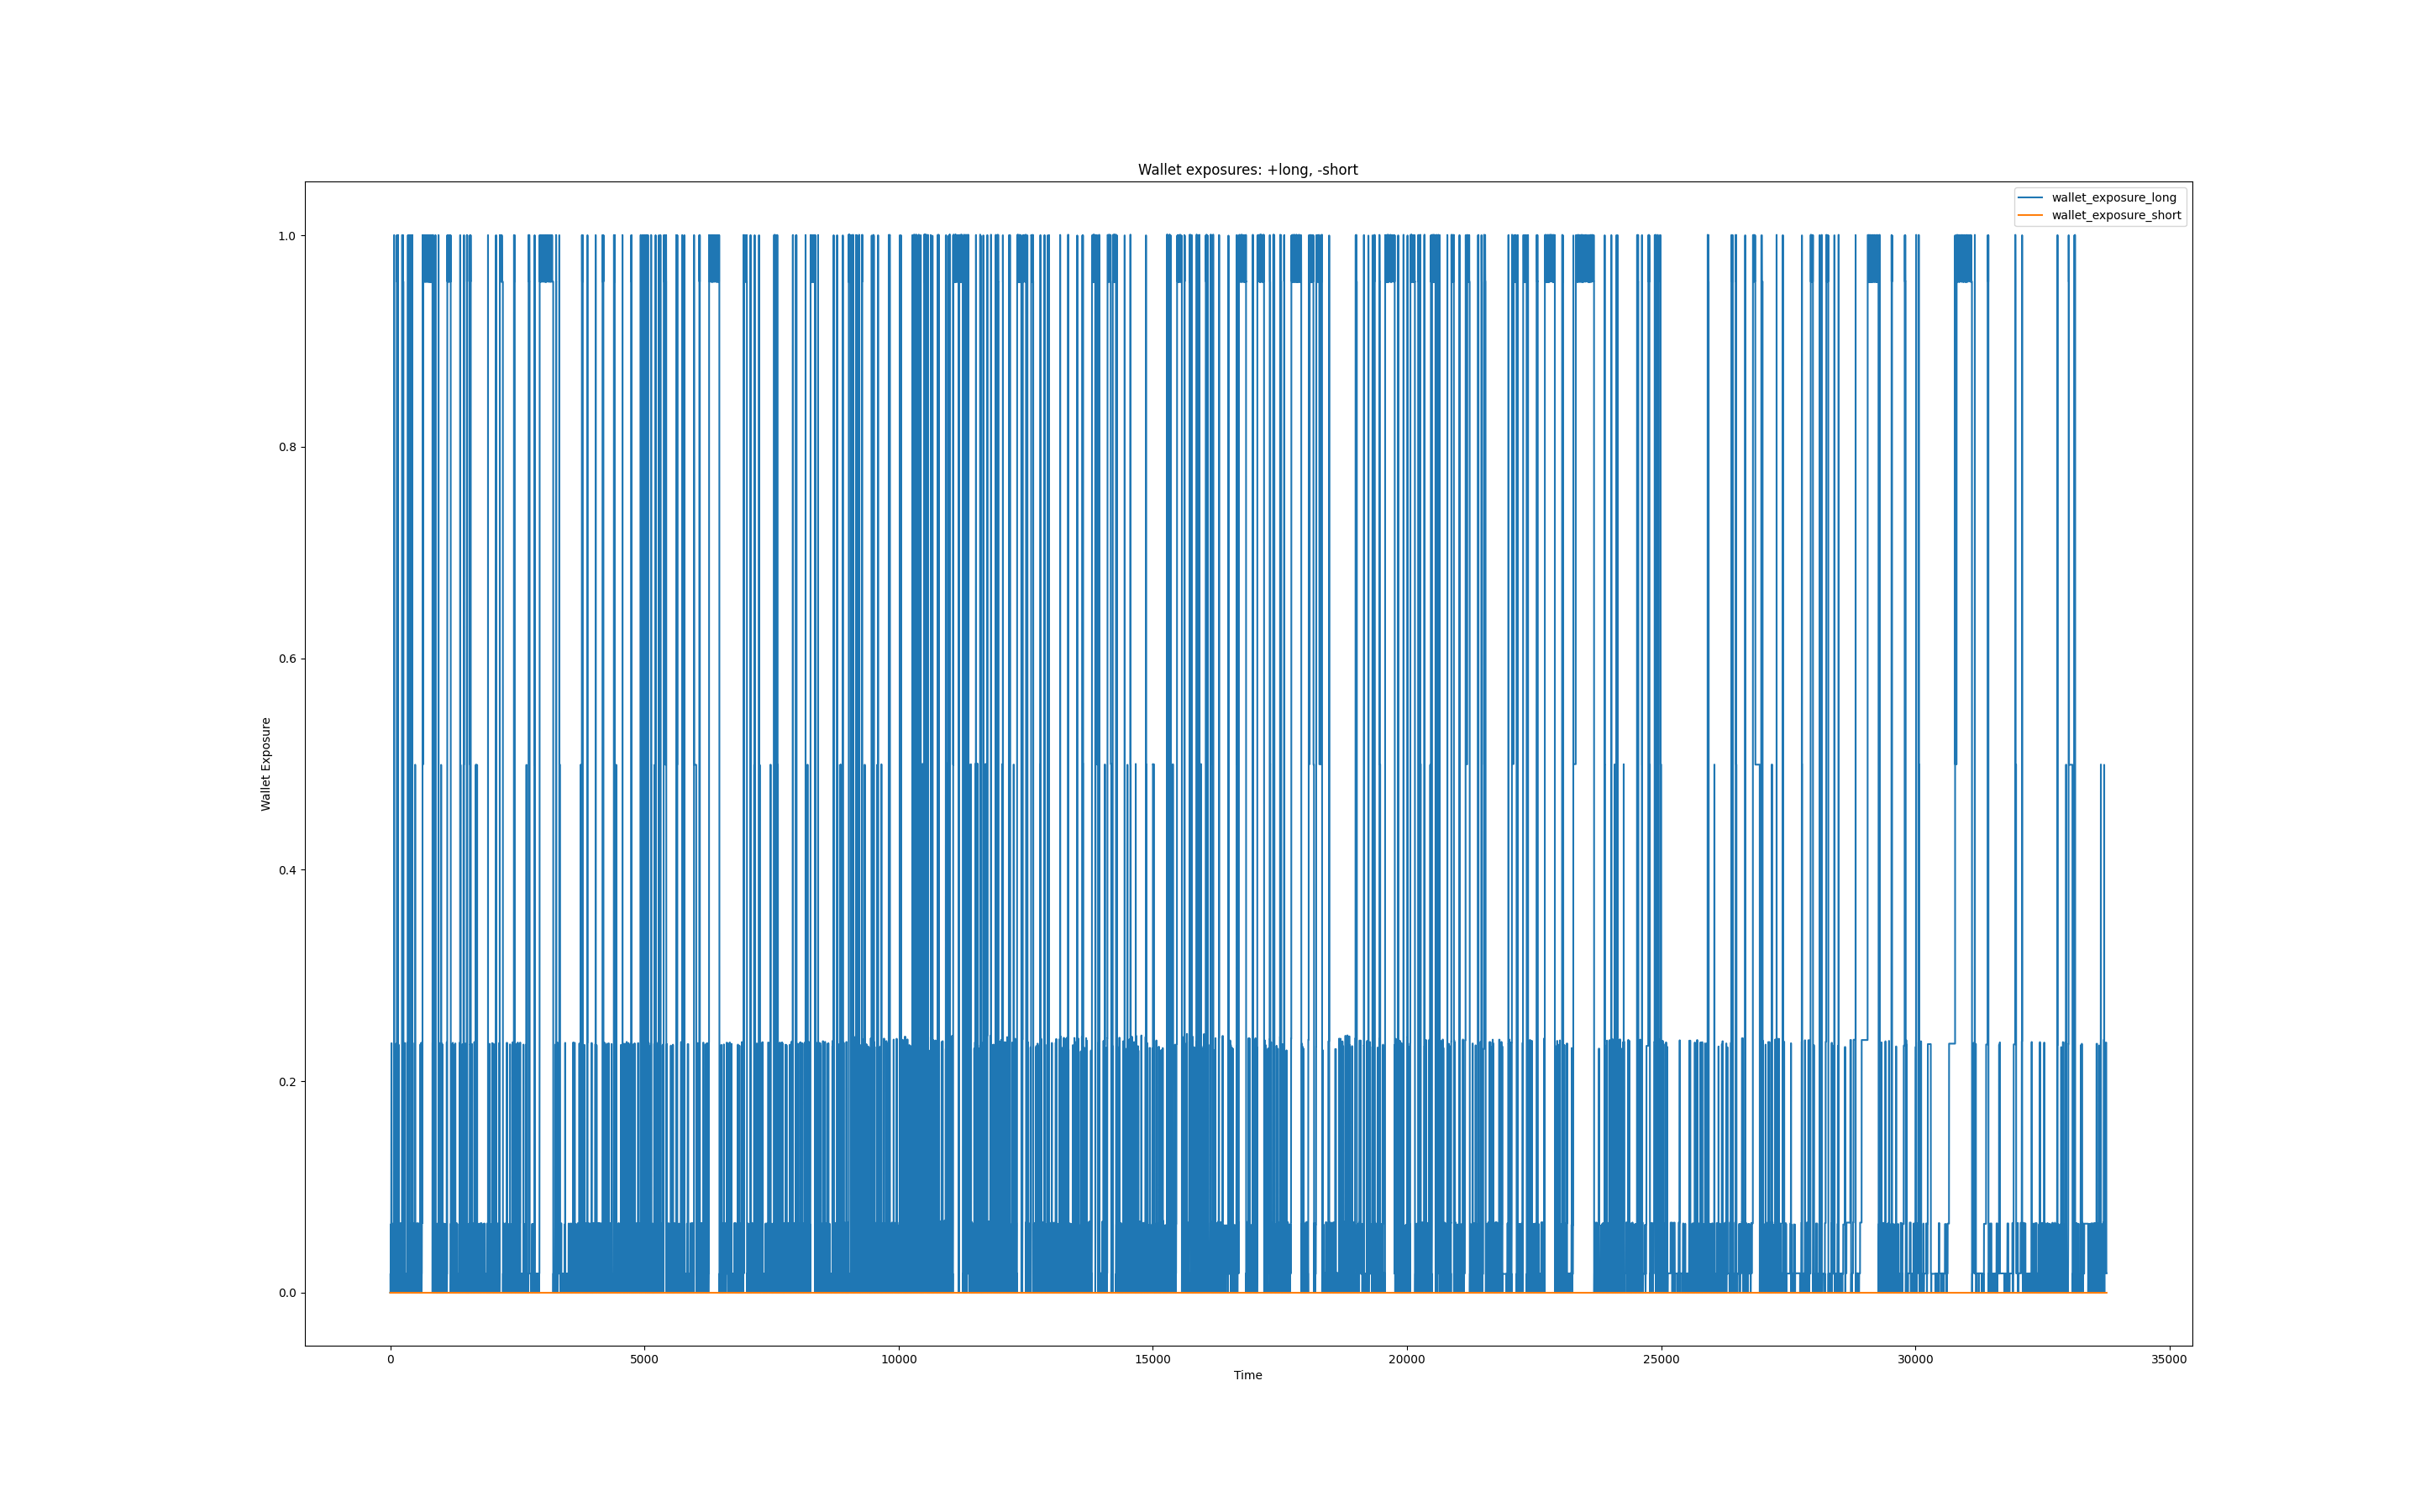 Wallet exposures: +long, -short
wallet_exposure_long
wallet_exposure_short
1.0
0.8
0.6
0.4
0.2
0.0
Wallet Exposure
0 5000 10000 15000 20000 25000 30000 35000
Time